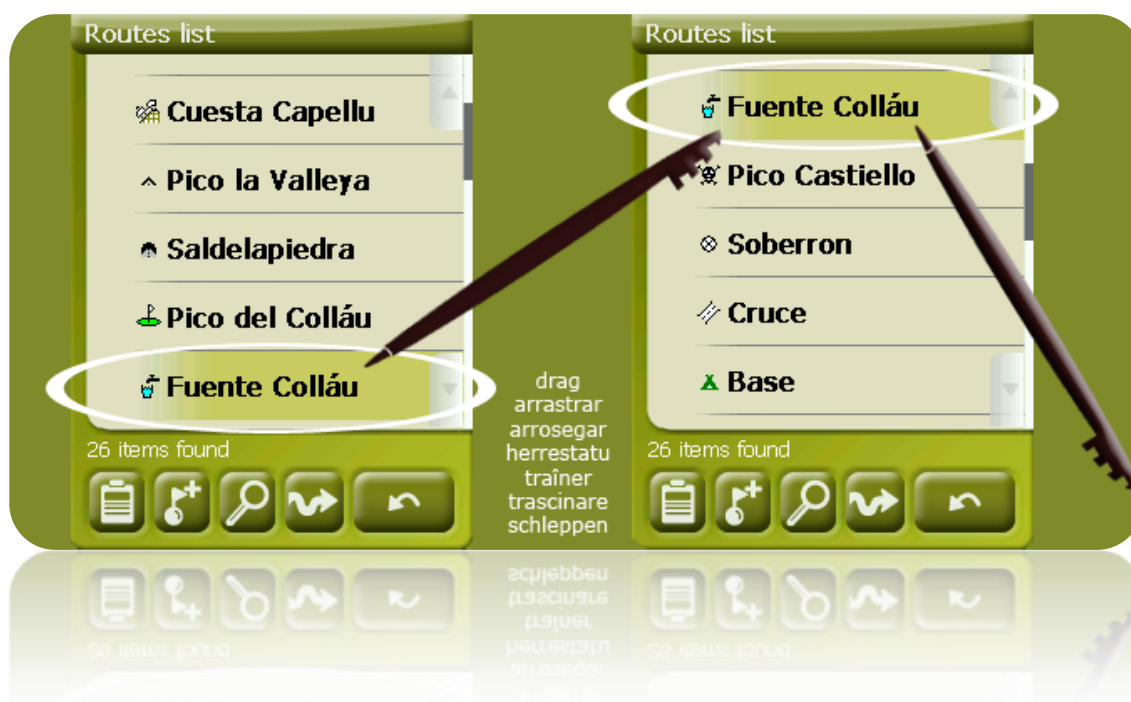 Routes list
Cuesta Capellu
Pico la Valleya
Saldelapiedra
Pico del Colláu
Fuente Colláu
26 items found
drag
arrastrar
arrosegar
herrestatu
traîner
trascinare
schleppen
Routes list
Fuente Colláu
Pico Castiello
Soberron
Cruce
Base
26 items found